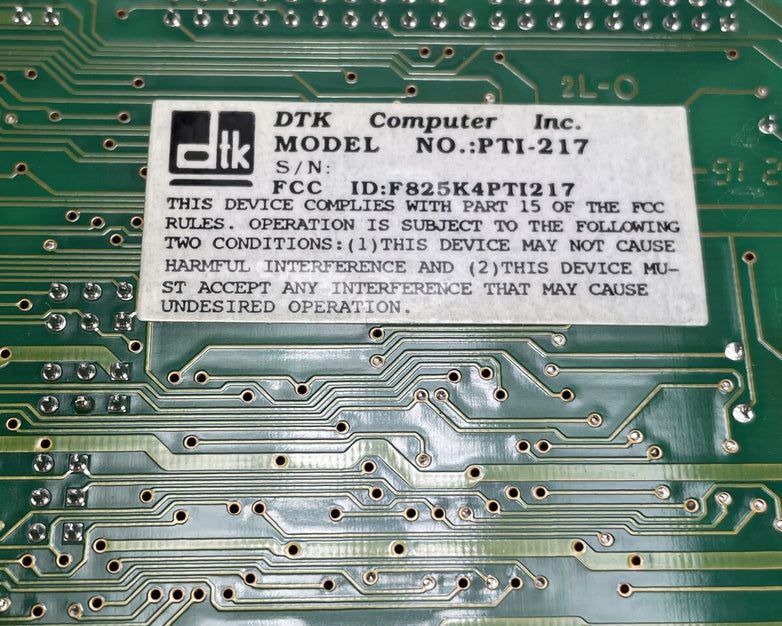 2L-O
dtk
DTK Computer Inc.
MODEL NO.:PTI-217
S/N:
FCC ID:F825K4PTI217
THIS DEVICE COMPLIES WITH PART 15 OF THE FCC
RULES. OPERATION IS SUBJECT TO THE FOLLOWING
TWO CONDITIONS:(1)THIS DEVICE MAY NOT CAUSE
HARMFUL INTERFERENCE AND (2)THIS DEVICE MU-
ST ACCEPT ANY INTERFERENCE THAT MAY CAUSE
UNDESIRED OPERATION.